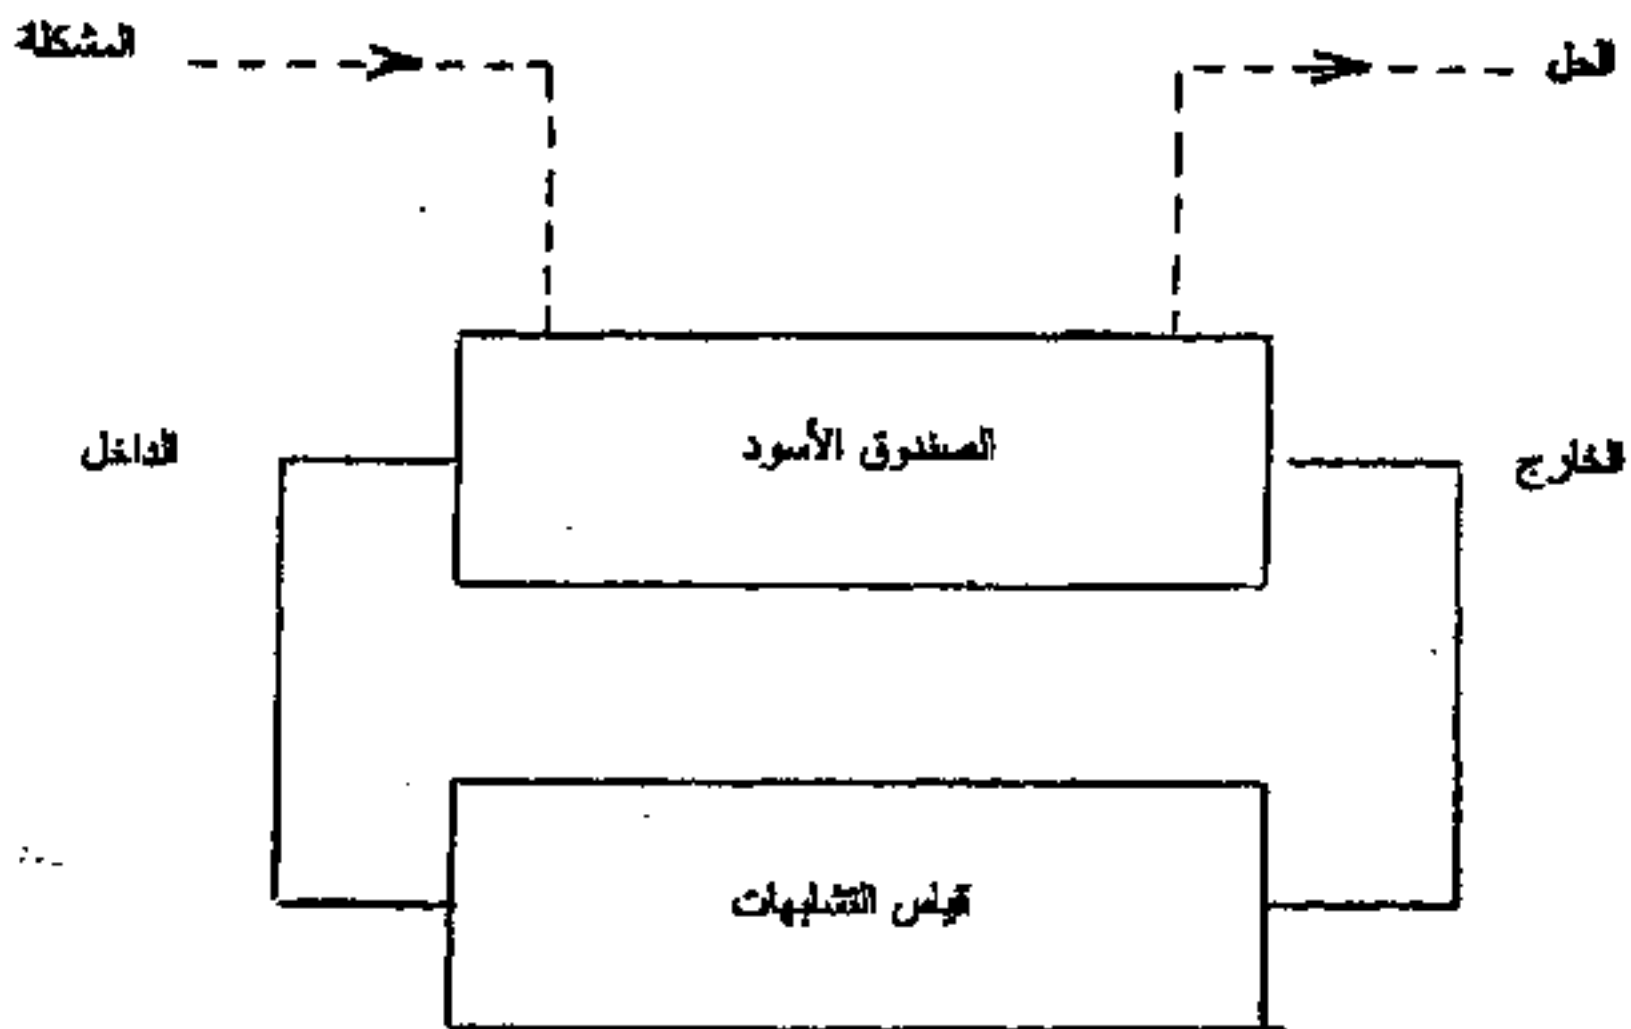 المشكلة
الحل
الصندوق الأسود
الداخل
الخارج
قياس التشابهات